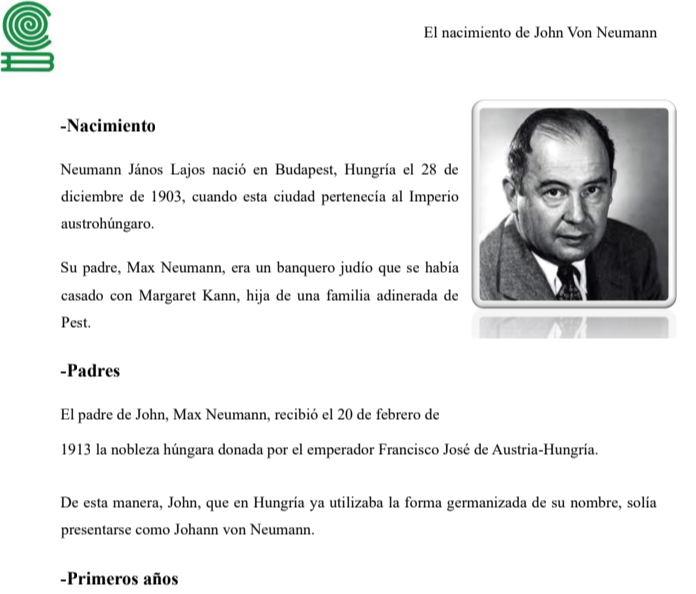 El nacimiento de John Von Neumann
-Nacimiento
Neumann János Lajos nació en Budapest, Hungría el 28 de
diciembre de 1903, cuando esta ciudad pertenecía al Imperio
austrohúngaro.
Su padre, Max Neumann, era un banquero judío que se había
casado con Margaret Kann, hija de una familia adinerada de
Pest.
-Padres
El padre de John, Max Neumann, recibió el 20 de febrero de
1913 la nobleza húngara donada por el emperador Francisco José de Austria-Hungría.
De esta manera, John, que en Hungría ya utilizaba la forma germanizada de su nombre, solía
presentarse como Johann von Neumann.
-Primeros años